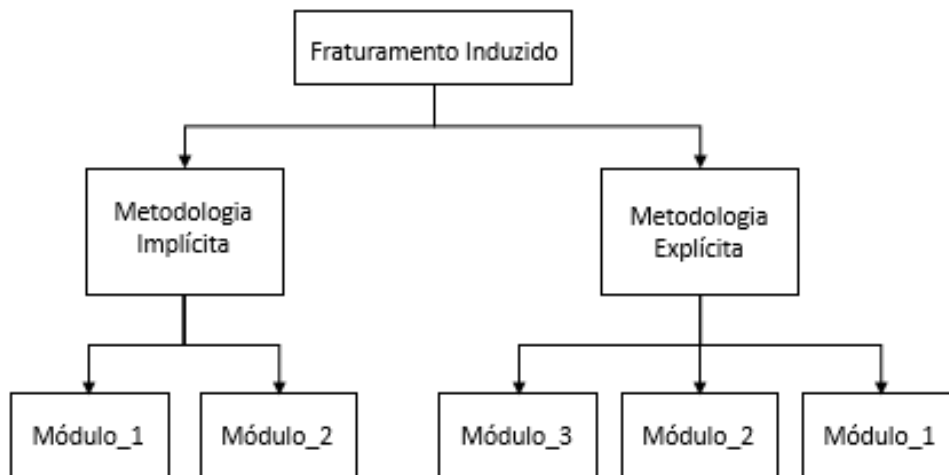 Fraturamento Induzido
Metodologia
Implícita
Metodologia
Explícita
Módulo_1
Módulo_2
Módulo_3
Módulo_2
Módulo_1